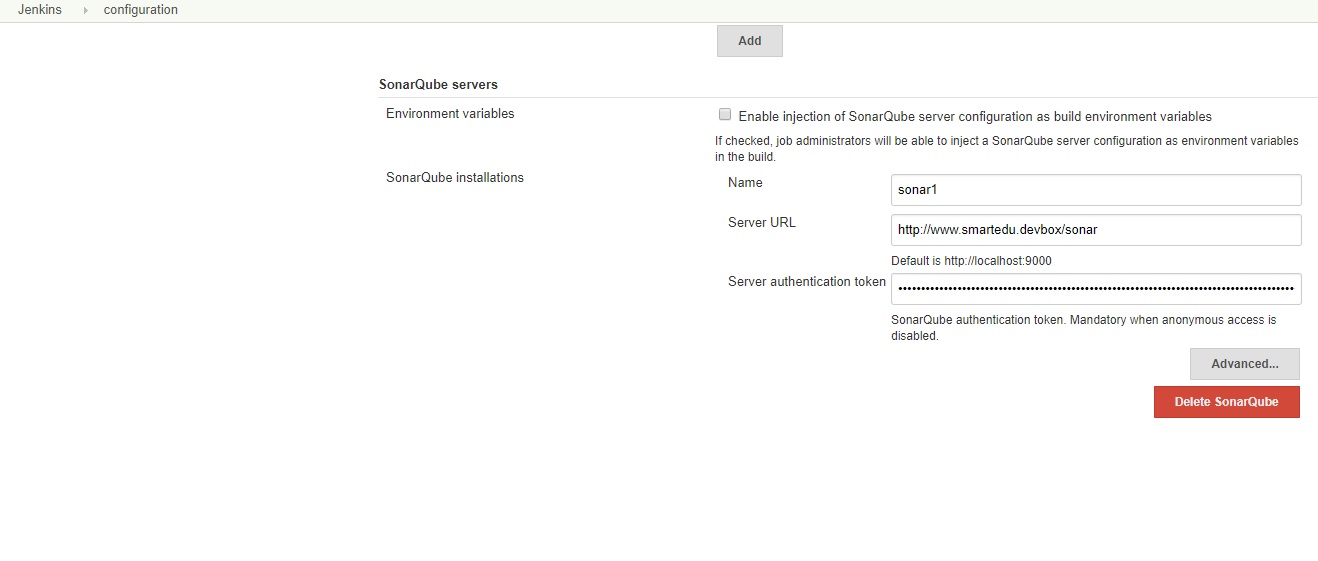 Jenkins configuration
Add
SonarQube servers
Environment variables
Enable injection of SonarQube server configuration as build environment variables
If checked, job administrators will be able to inject a SonarQube server configuration as environment variables
in the build.
SonarQube installations
Name
sonar1
Server URL
http://www.smartedu.devbox/sonar
Default is http://localhost:9000
Server authentication token
SonarQube authentication token. Mandatory when anonymous access is
disabled.
Advanced...
Delete SonarQube